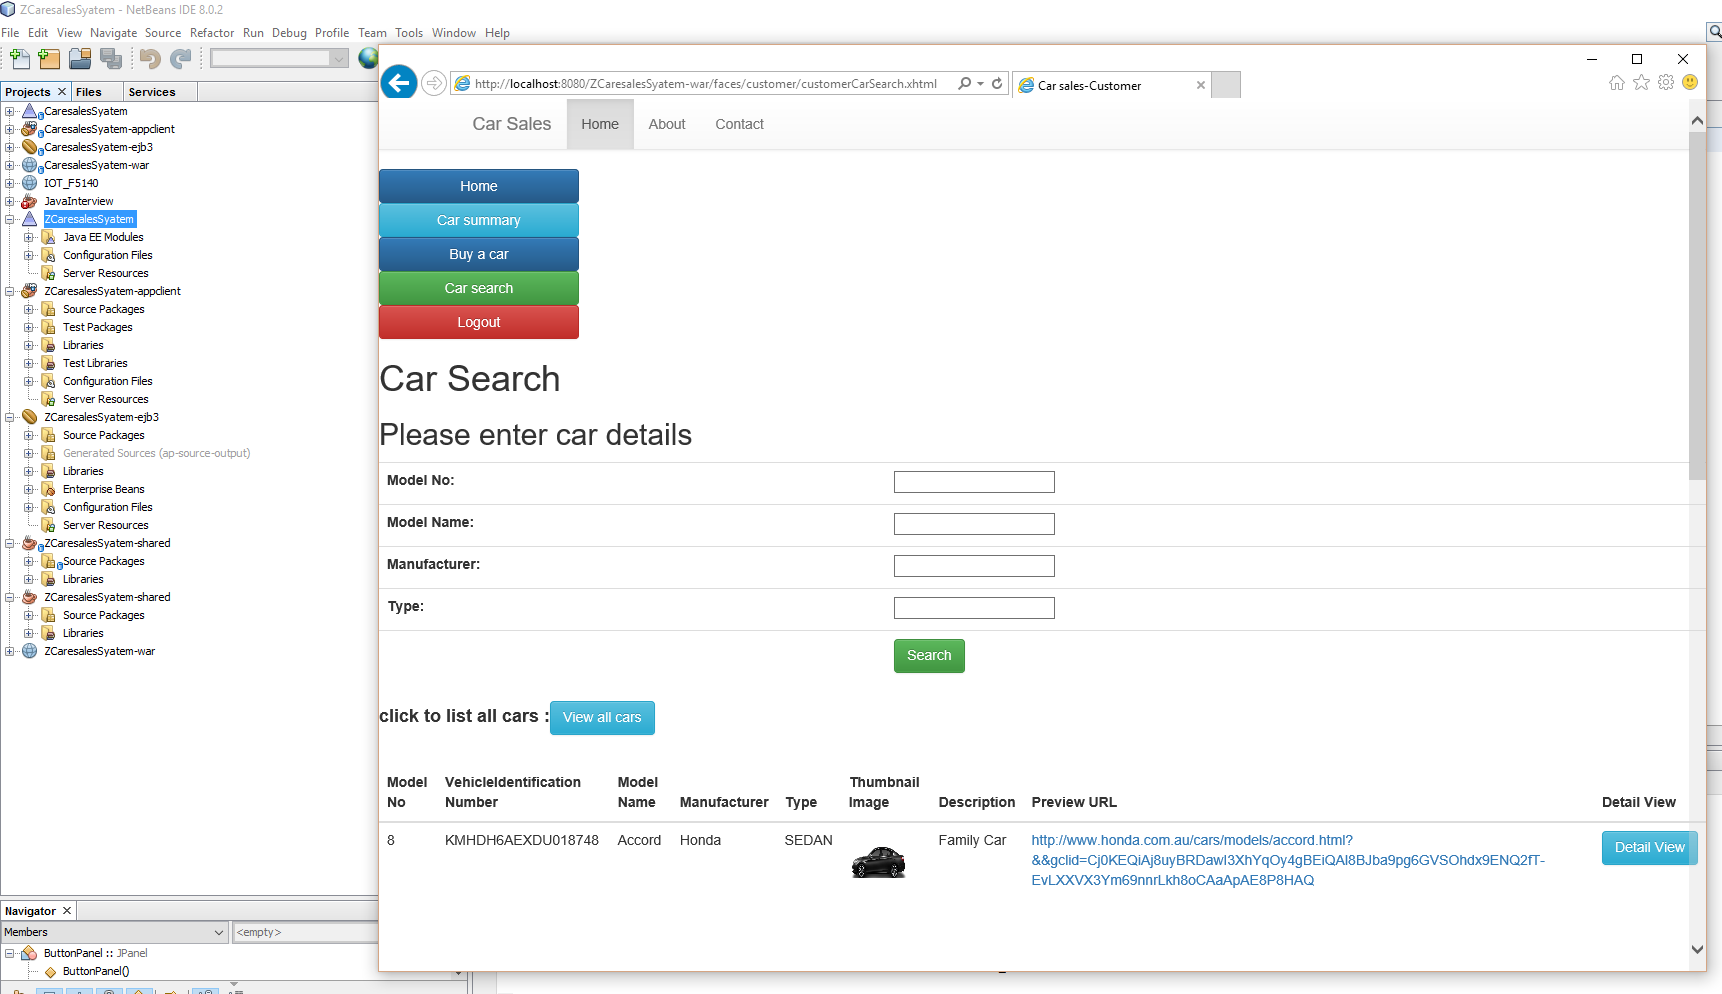 ZCaresalesSyatem - NetBeans IDE 8.0.2
File Edit View Navigate Source Refactor Run Debug Profile Team Tools Window Help
Projects Files Services
CaresalesSyatem
CaresalesSyatem-appclient
CaresalesSyatem-ejb3
CaresalesSyatem-war
IOT_F5140
JavaInterview
ZCaresalesSyatem
Java EE Modules
Configuration Files
Server Resources
ZCaresalesSyatem-appclient
Source Packages
Test Packages
Libraries
Test Libraries
Configuration Files
Server Resources
ZCaresalesSyatem-ejb3
Source Packages
Generated Sources (ap-source-output)
Libraries
Enterprise Beans
Configuration Files
Server Resources
ZCaresalesSyatem-shared
Source Packages
Libraries
ZCaresalesSyatem-shared
Source Packages
Libraries
ZCaresalesSyatem-war
Navigator
Members <empty>
ButtonPanel :: JPanel
ButtonPanel()
http://localhost:8080/ZCaresalesSyatem-war/faces/customer/customerCarSearch.xhtml Car sales-Customer
Car Sales Home About Contact
Home
Car summary
Buy a car
Car search
Logout
Car Search
Please enter car details
Model No:
Model Name:
Manufacturer:
Type:
Search
click to list all cars : View all cars
Model VehicleIdentification Model Thumbnail
No Number Name Manufacturer Type Image Description Preview URL Detail View
8 KMHDH6AEXDU018748 Accord Honda SEDAN Family Car http://www.honda.com.au/cars/models/accord.html? Detail View
&&gclid=Cj0KEQiAj8uyBRDawI3XhYqOy4gBEiQAl8BJba9pg6GVSOhdx9ENQ2fT-
EvLXXVX3Ym69nnrLkh8oCAaApAE8P8HAQ